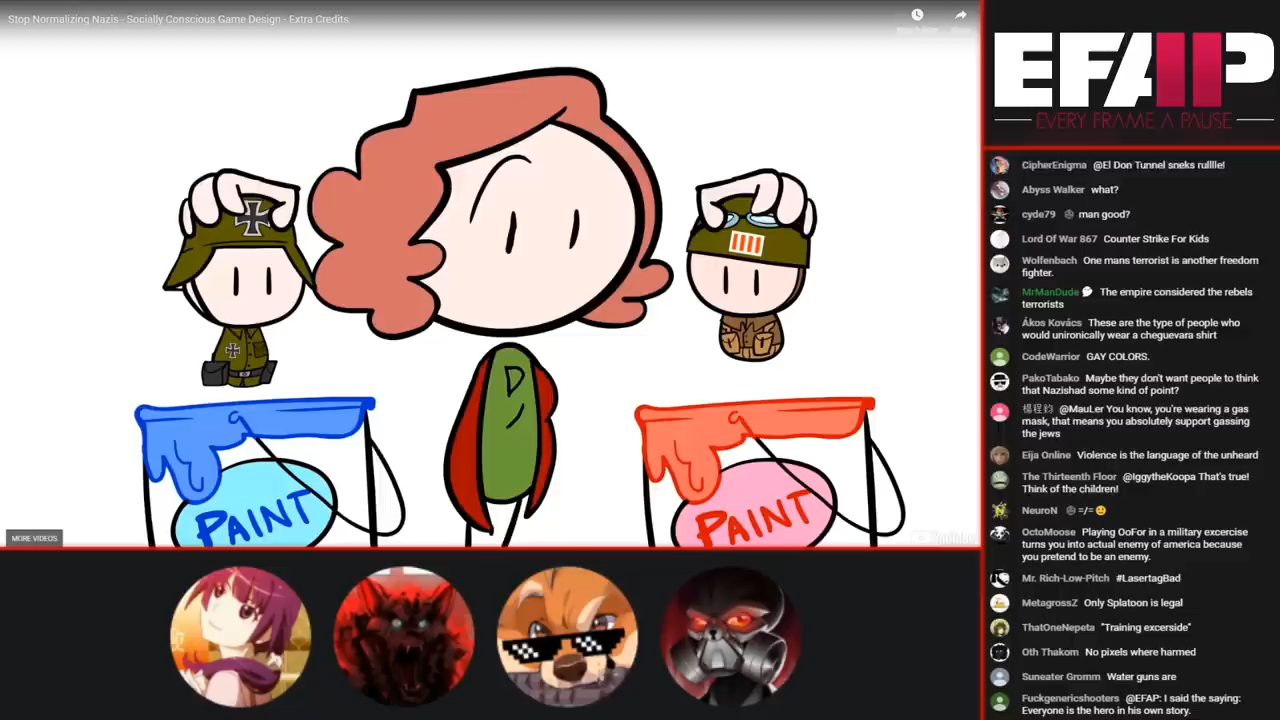 Stop Normalizing Nazis - Socially Conscious Game Design - Extra Credits
PAINT
PAINT
MORE VIDEOS
EFAP
EVERY FRAME A PAUSE
CipherEnigma @El Don Tunnel sneks rulllle!
Abyss Walker what?
cyde79 man good?
Lord Of War 867 Counter Strike For Kids
Wolfenbach One mans terrorist is another freedom
fighter.
MrManDude The empire considered the rebels
terrorists
Ákos Kovács These are the type of people who
would unironically wear a cheguevara shirt
CodeWarrior GAY COLORS.
PakoTabako Maybe they don't want people to think
that Nazishad some kind of point?
@MauLer You know, you're wearing a gas
mask, that means you absolutely support gassing
the jews
Eija Online Violence is the language of the unheard
The Thirteenth Floor @IggytheKoopa That's true!
Think of the children!
NeuroN =/=
OctoMoose Playing OoFor in a military excercise
turns you into actual enemy of america because
you pretend to be an enemy.
Mr. Rich-Low-Pitch #LasertagBad
MetagrossZ Only Splatoon is legal
ThatOneNepeta "Training excerside"
Oth Thakom No pixels where harmed
Suneater Gromm Water guns are
Fuckgenericshooters @EFAP: I said the saying:
Everyone is the hero in his own story.